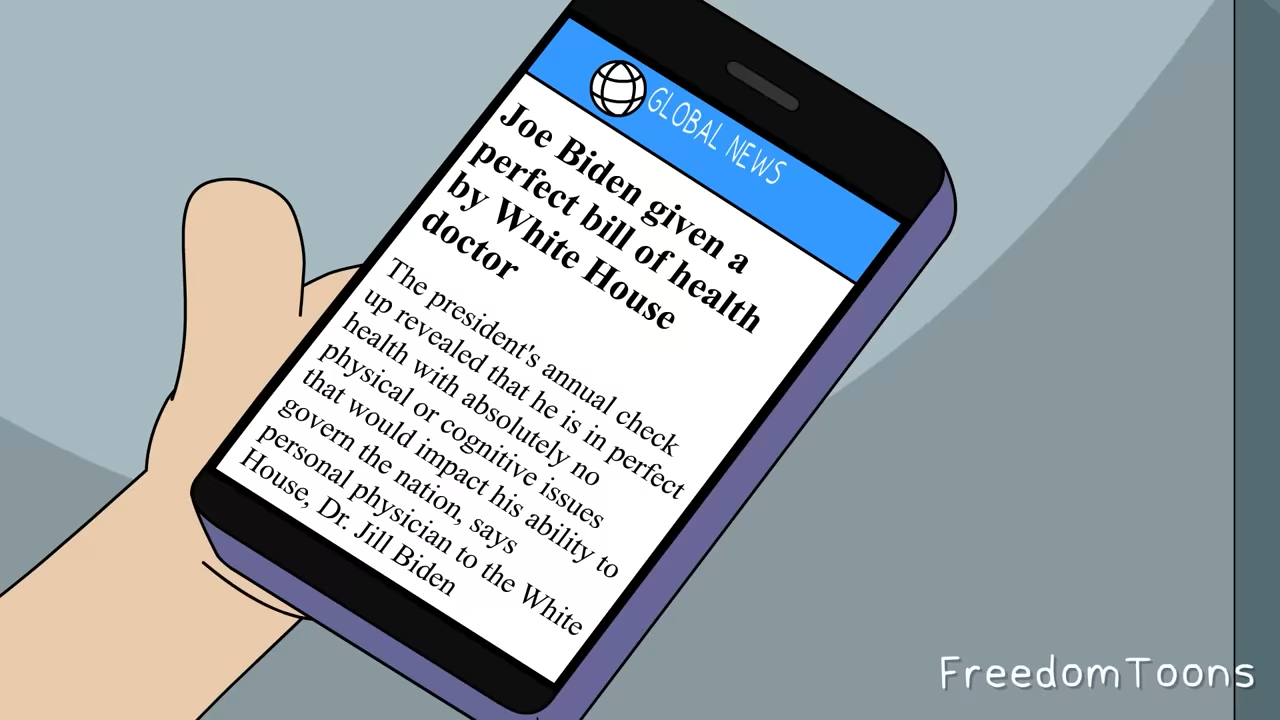 GLOBAL NEWS
Joe Biden given a
perfect bill of health
by White House
doctor
The president's annual check
up revealed that he is in perfect
health with absolutely no
physical or cognitive issues
that would impact his ability to
govern the nation, says
personal physician to the White
House, Dr. Jill Biden
FreedomToons